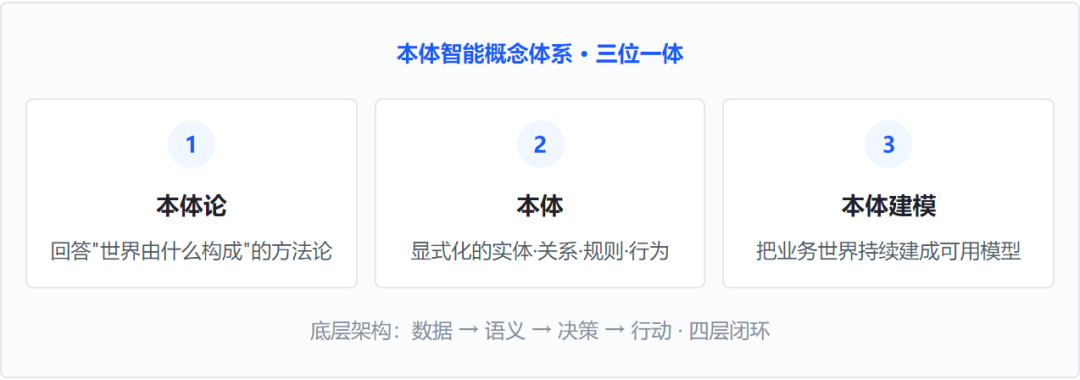 本体智能概念体系·三位一体
1
本体论
回答"世界由什么构成"的方法论
2
本体
显式化的实体·关系·规则·行为
3
本体建模
把业务世界持续建成可用模型
底层架构：数据 → 语义 → 决策 → 行动 · 四层闭环